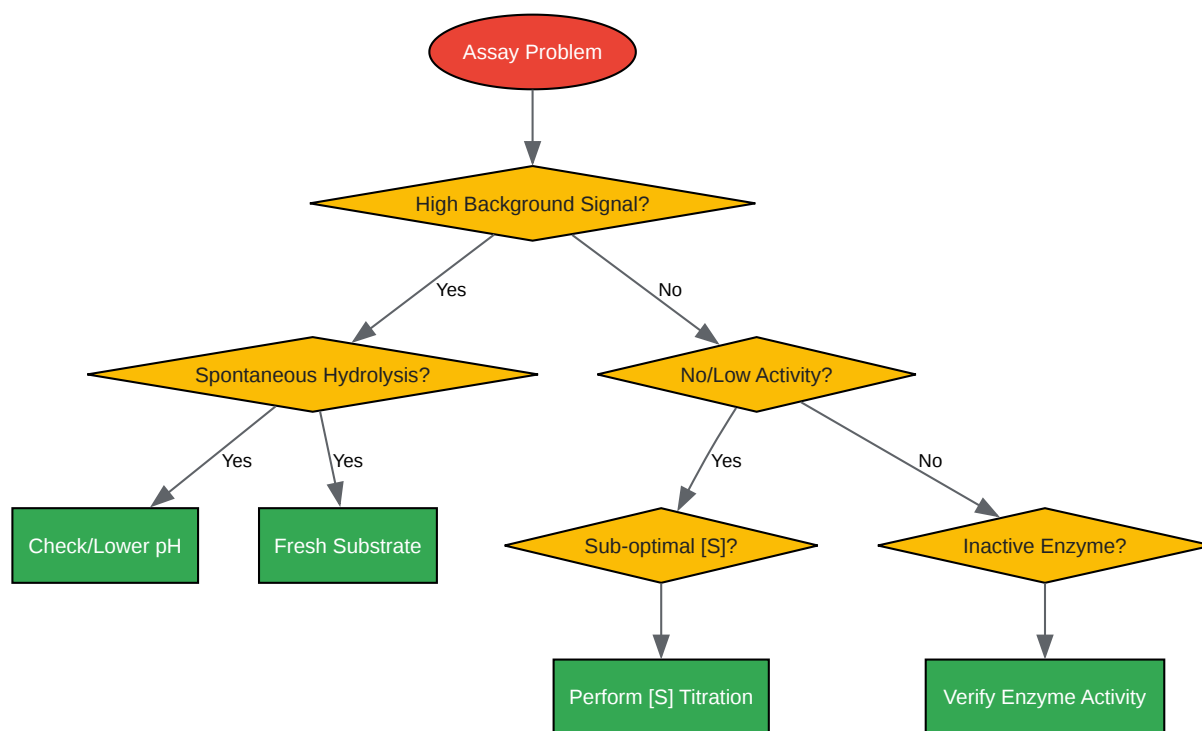 Assay Problem
High Background Signal?
Yes
No
Spontaneous Hydrolysis?
No/Low Activity?
Yes
Yes
Yes
No
Check/Lower pH
Fresh Substrate
Sub-optimal [S]?
Inactive Enzyme?
Perform [S] Titration
Verify Enzyme Activity